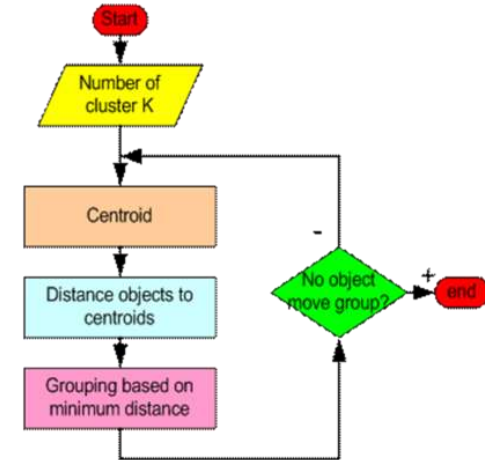 Start
Number of
cluster K
Centroid
Distance objects to
centroids
Grouping based on
minimum distance
-
No object
move group?
+
end